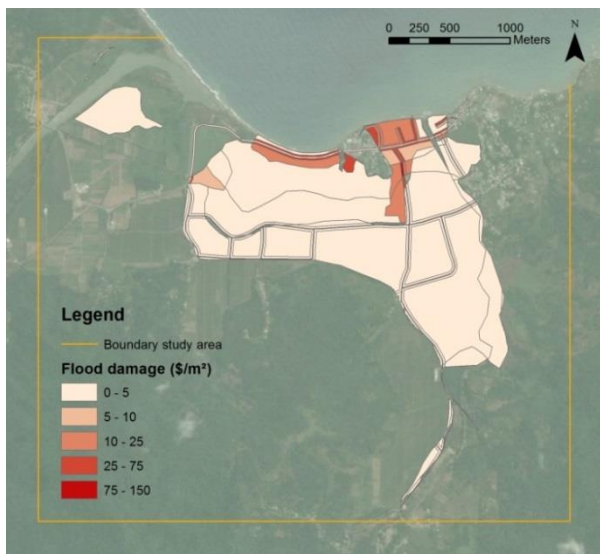 N
0 250 500 1000
Meters
Legend
Boundary study area
Flood damage ($/m²)
0 - 5
5 - 10
10 - 25
25 - 75
75 - 150